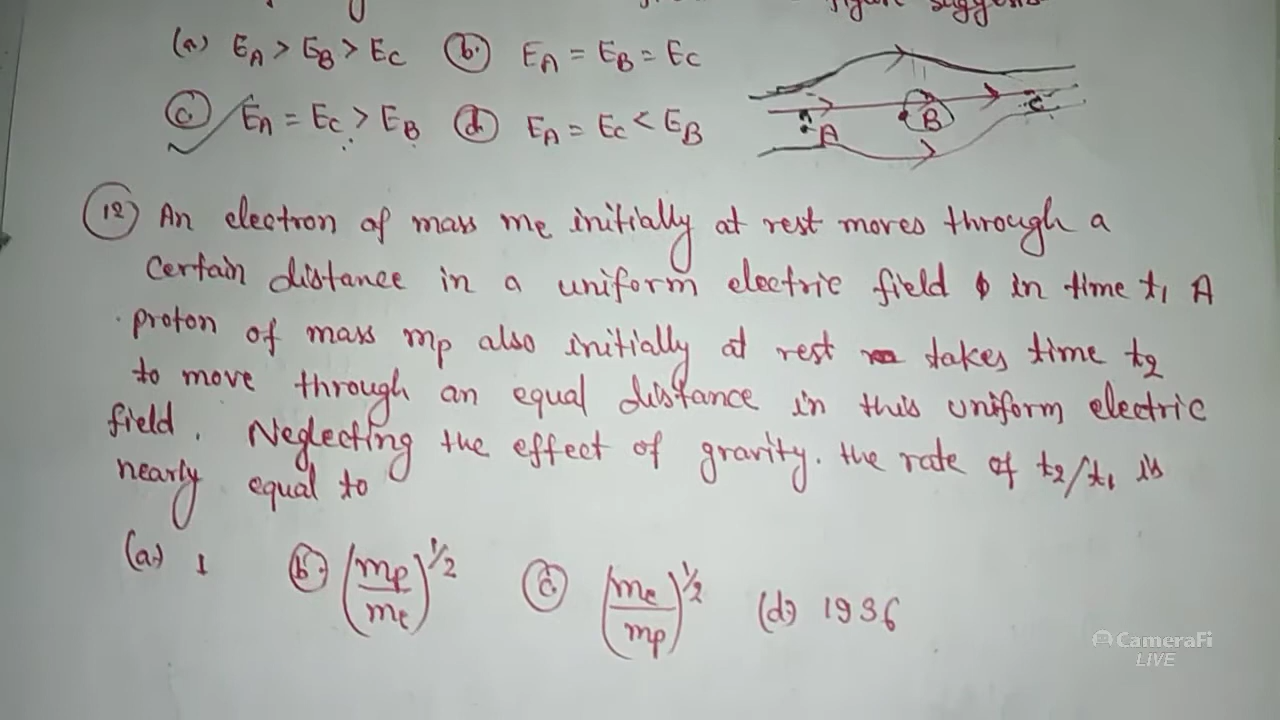 figure suggests
(a) EA > EB > EC (b) EA = EB = EC
(c) EA = EC > EB (d) EA = EC < EB
A B C
(12) An electron of mass me initially at rest moves through a
certain distance in a uniform electric field in time t1 A
proton of mass mp also initially at rest takes time t2
to move through an equal distance in this uniform electric
field. Neglecting the effect of gravity. the rate of t2/t1 is
nearly equal to
(a) 1 (b) (mp/me)^1/2 (c) (me/mp)^1/2 (d) 1936
CameraFi
LIVE